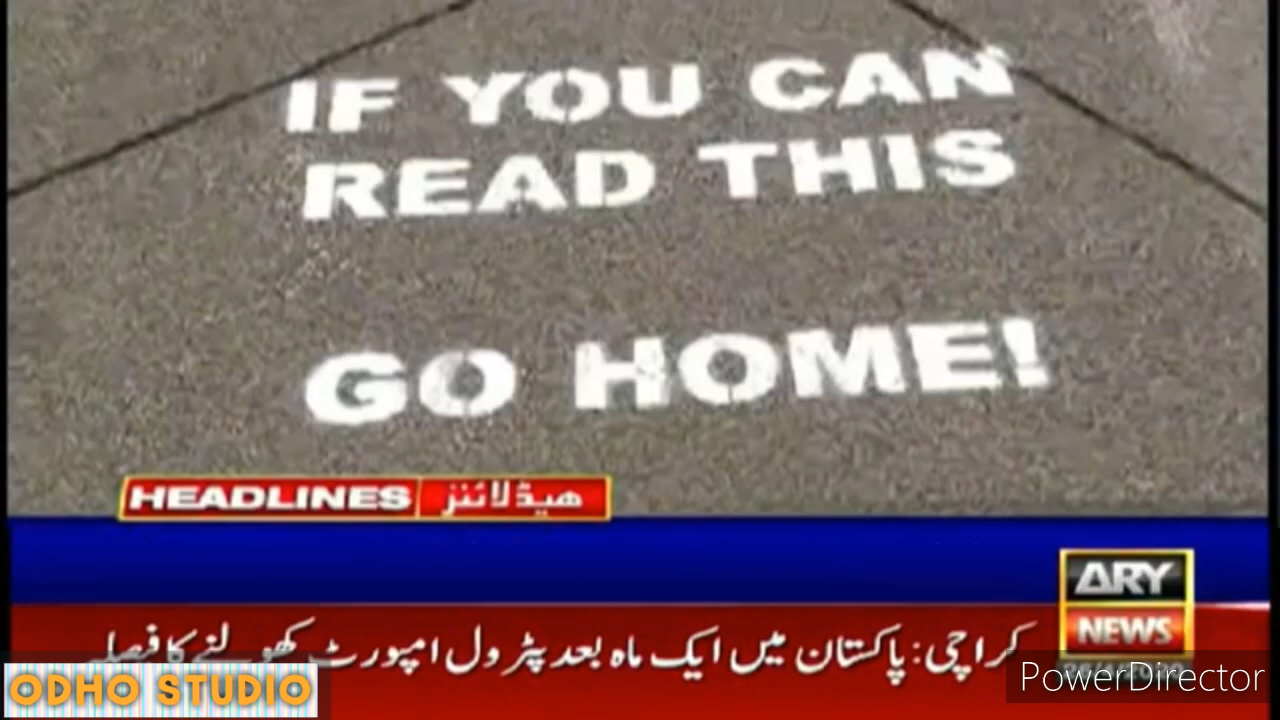 IF YOU CAN
READ THIS
GO HOME!
HEADLINES ہیڈلائنز
ARY
NEWS
کراچی: پاکستان میں ایک ماہ بعد پٹرول امپورٹ کھولنے کا
ODHO STUDIO
PowerDirector